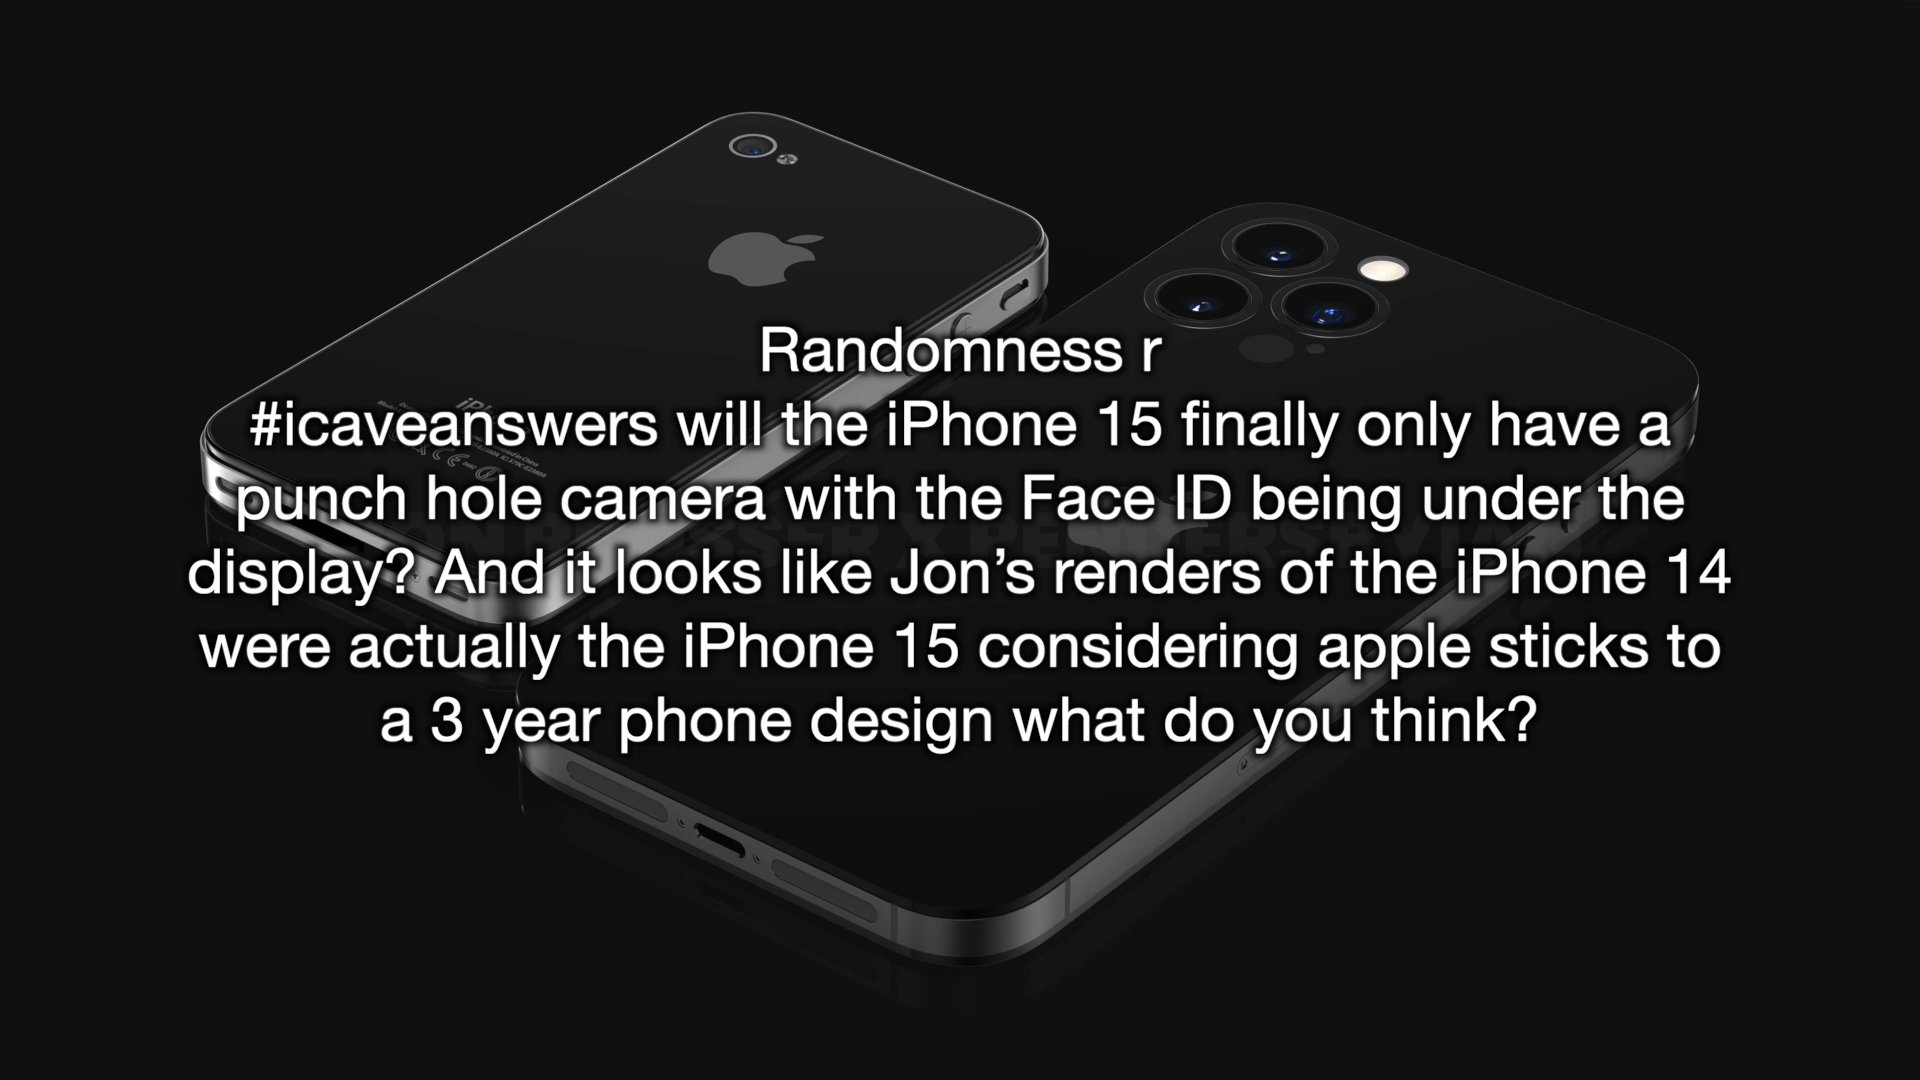 Randomness r
#icaveanswers will the iPhone 15 finally only have a
punch hole camera with the Face ID being under the
display? And it looks like Jon’s renders of the iPhone 14
were actually the iPhone 15 considering apple sticks to
a 3 year phone design what do you think?